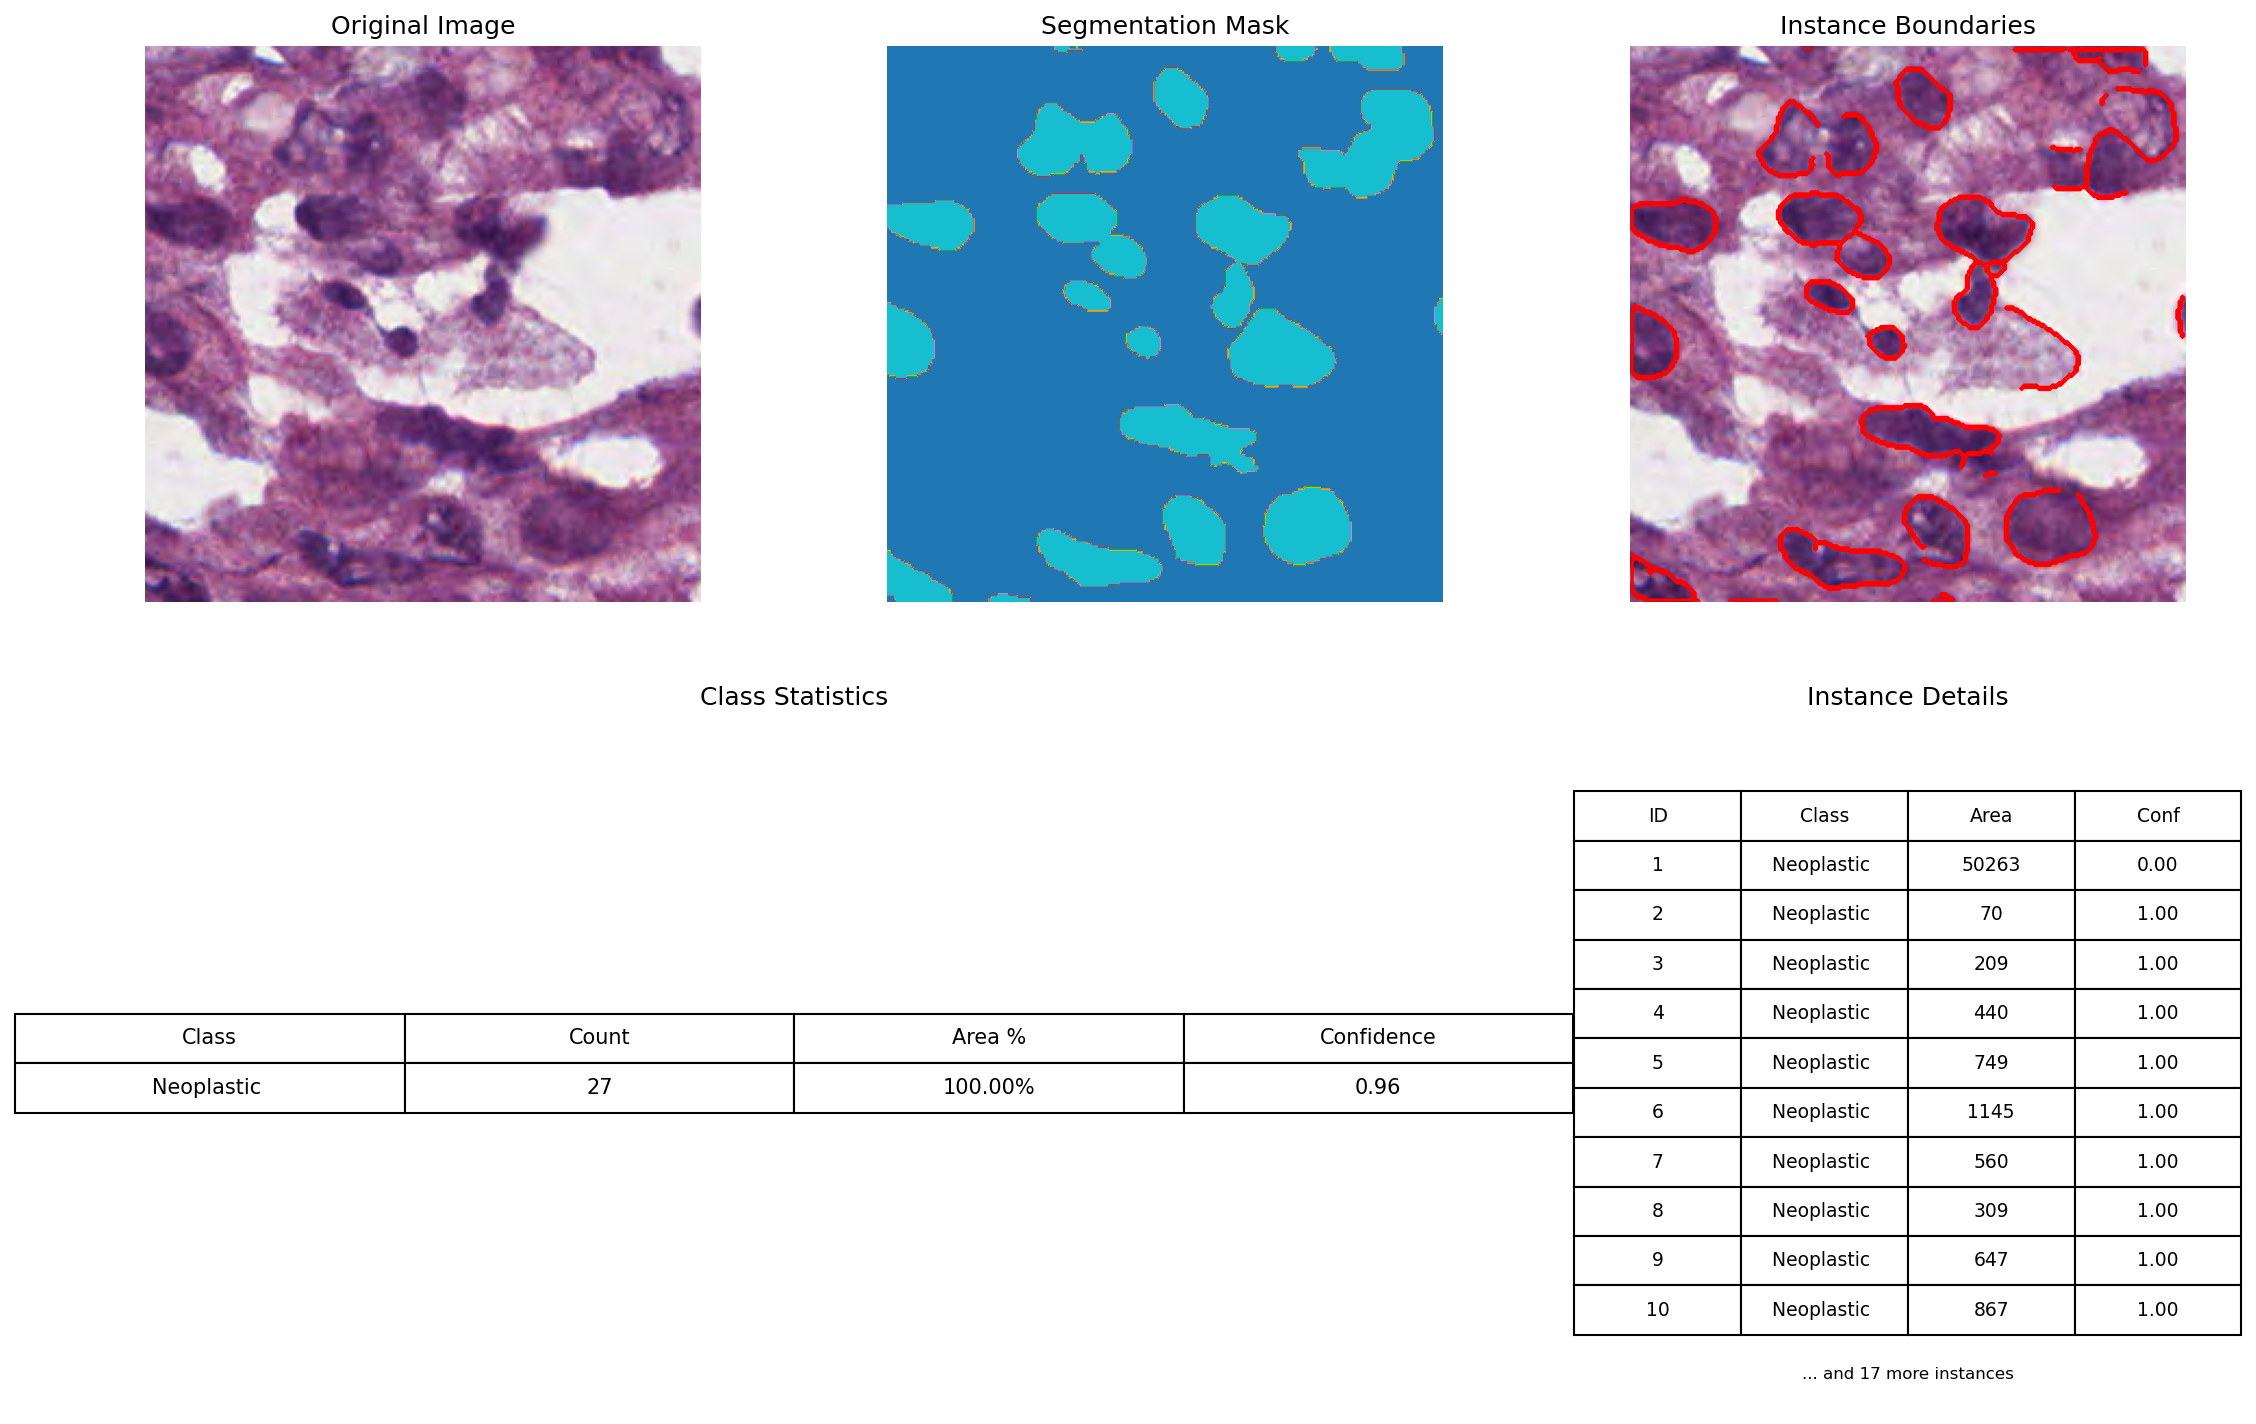 Original Image
Segmentation Mask
Instance Boundaries
Class Statistics
Class Count Area % Confidence
Neoplastic 27 100.00% 0.96
Instance Details
ID Class Area Conf
1 Neoplastic 50263 0.00
2 Neoplastic 70 1.00
3 Neoplastic 209 1.00
4 Neoplastic 440 1.00
5 Neoplastic 749 1.00
6 Neoplastic 1145 1.00
7 Neoplastic 560 1.00
8 Neoplastic 309 1.00
9 Neoplastic 647 1.00
10 Neoplastic 867 1.00
... and 17 more instances